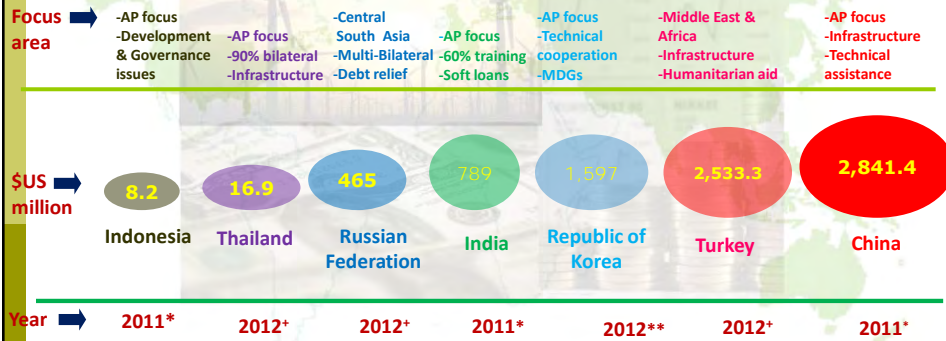 Focus area
-AP focus
-Development
& Governance
issues
-AP focus
-90% bilateral
-Infrastructure
-Central
South Asia
-Multi-Bilateral
-Debt relief
-AP focus
-60% training
-Soft loans
-AP focus
-Technical
cooperation
-MDGs
-Middle East &
Africa
-Infrastructure
-Humanitarian aid
-AP focus
-Infrastructure
-Technical
assistance
$US
million
8.2
16.9
465
789
1,597
2,533.3
2,841.4
Indonesia
Thailand
Russian
Federation
India
Republic of
Korea
Turkey
China
Year
2011*
2012+
2012+
2011*
2012**
2012+
2011*